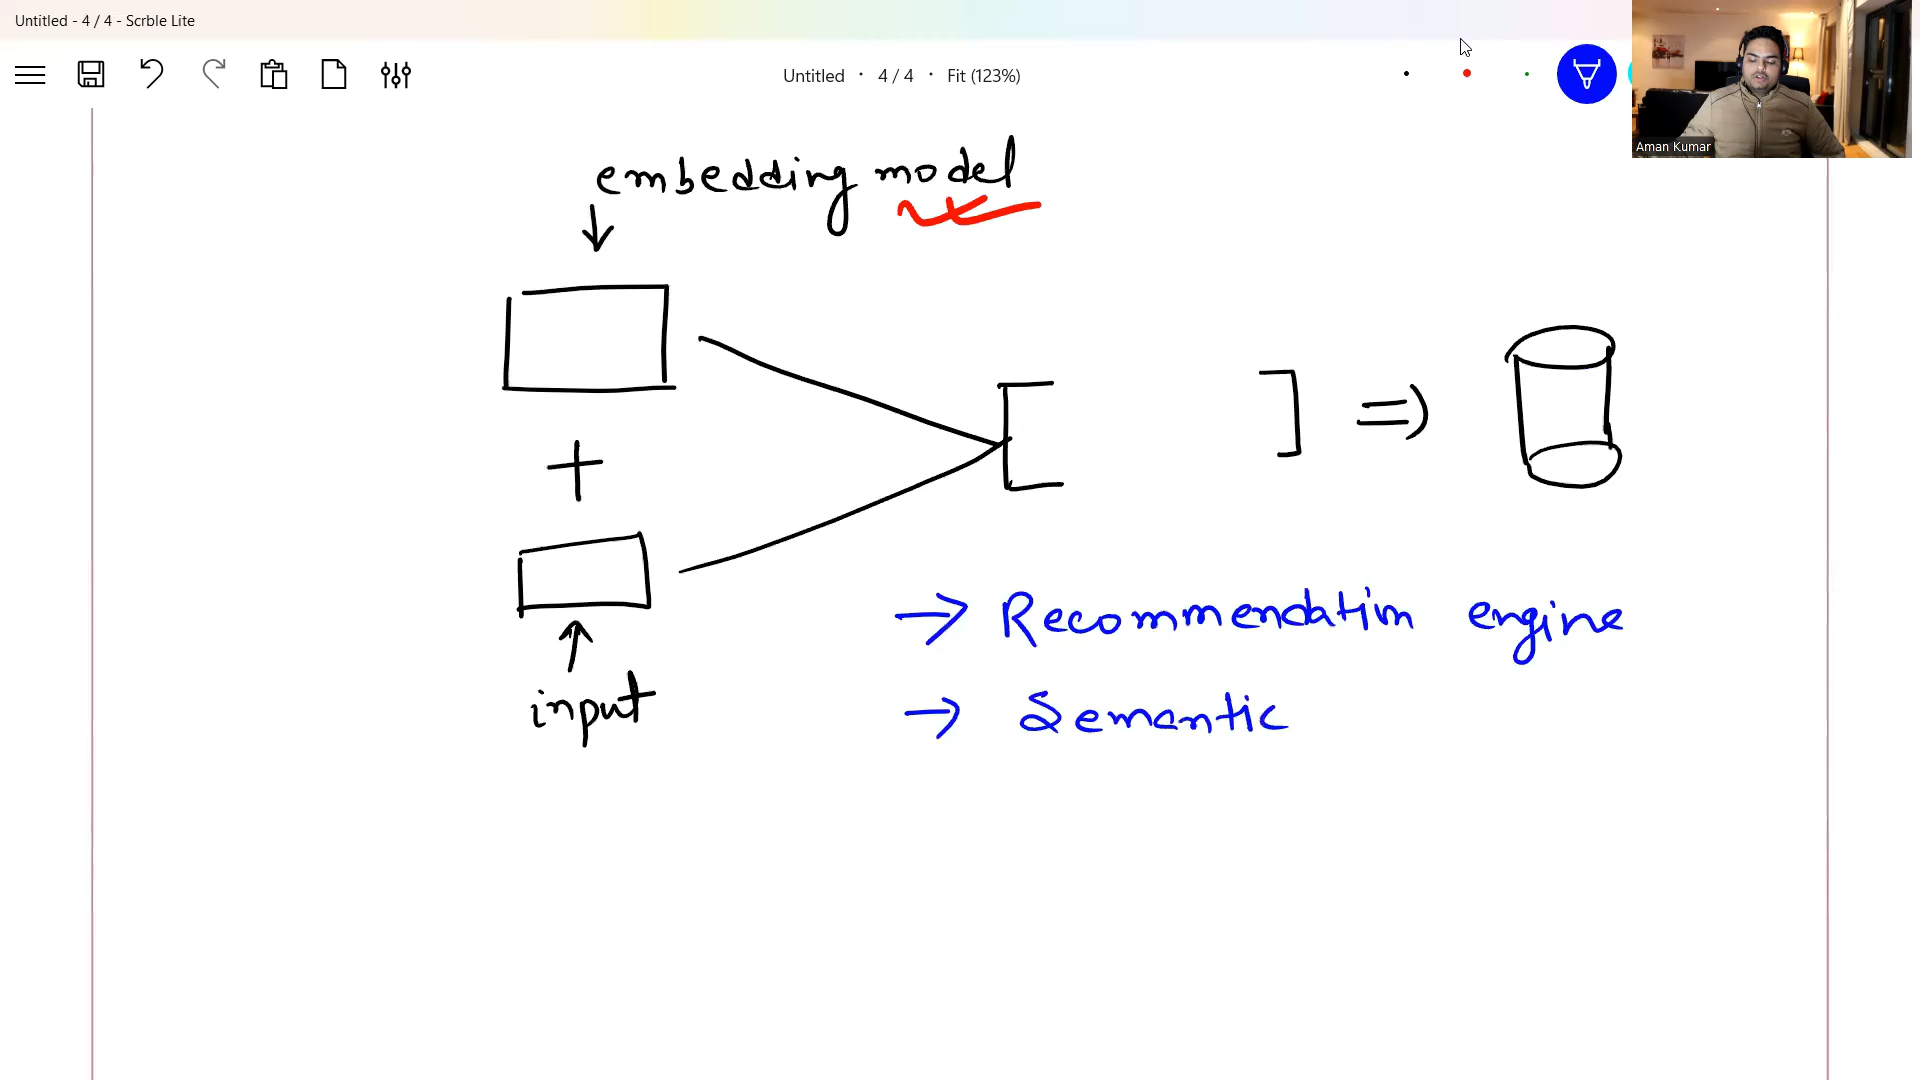 Untitled - 4 / 4 - Scrble Lite
Untitled • 4 / 4 • Fit (123%)
Aman Kumar
embedding model
input
→ Recommendation engine
→ Semantic